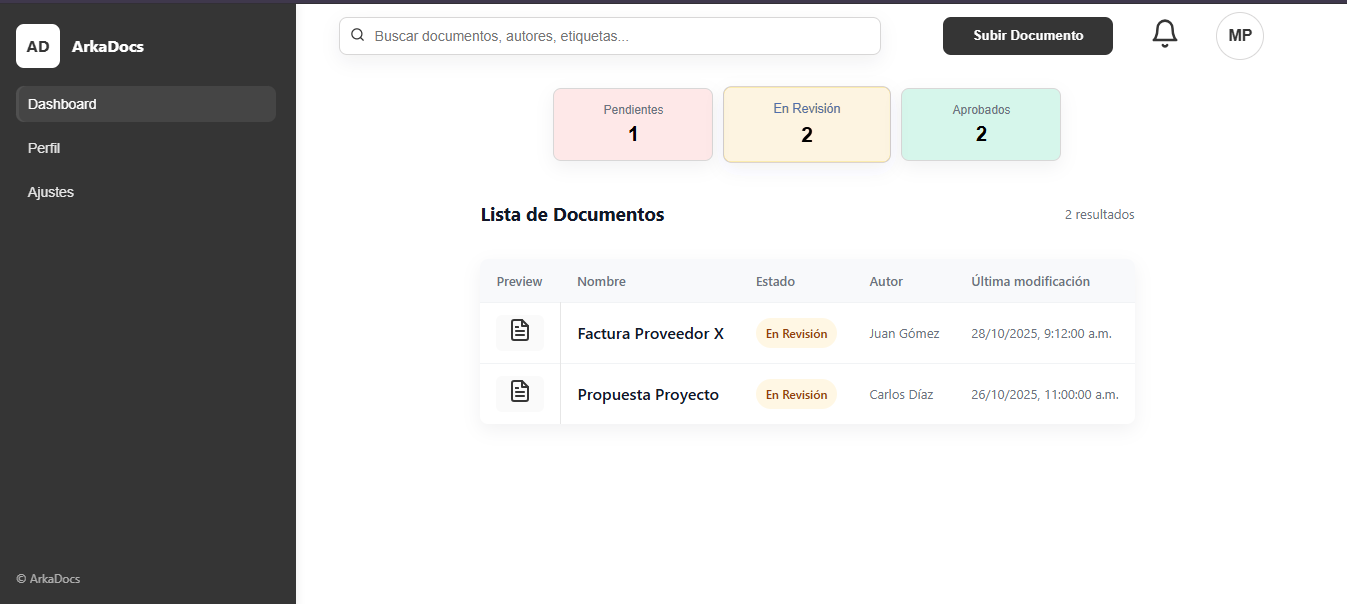 AD ArkaDocs
Buscar documentos, autores, etiquetas...
Subir Documento
MP
Dashboard
Perfil
Ajustes
Pendientes
1
En Revisión
2
Aprobados
2
Lista de Documentos
2 resultados
Preview Nombre Estado Autor Última modificación
Factura Proveedor X En Revisión Juan Gómez 28/10/2025, 9:12:00 a.m.
Propuesta Proyecto En Revisión Carlos Díaz 26/10/2025, 11:00:00 a.m.
© ArkaDocs